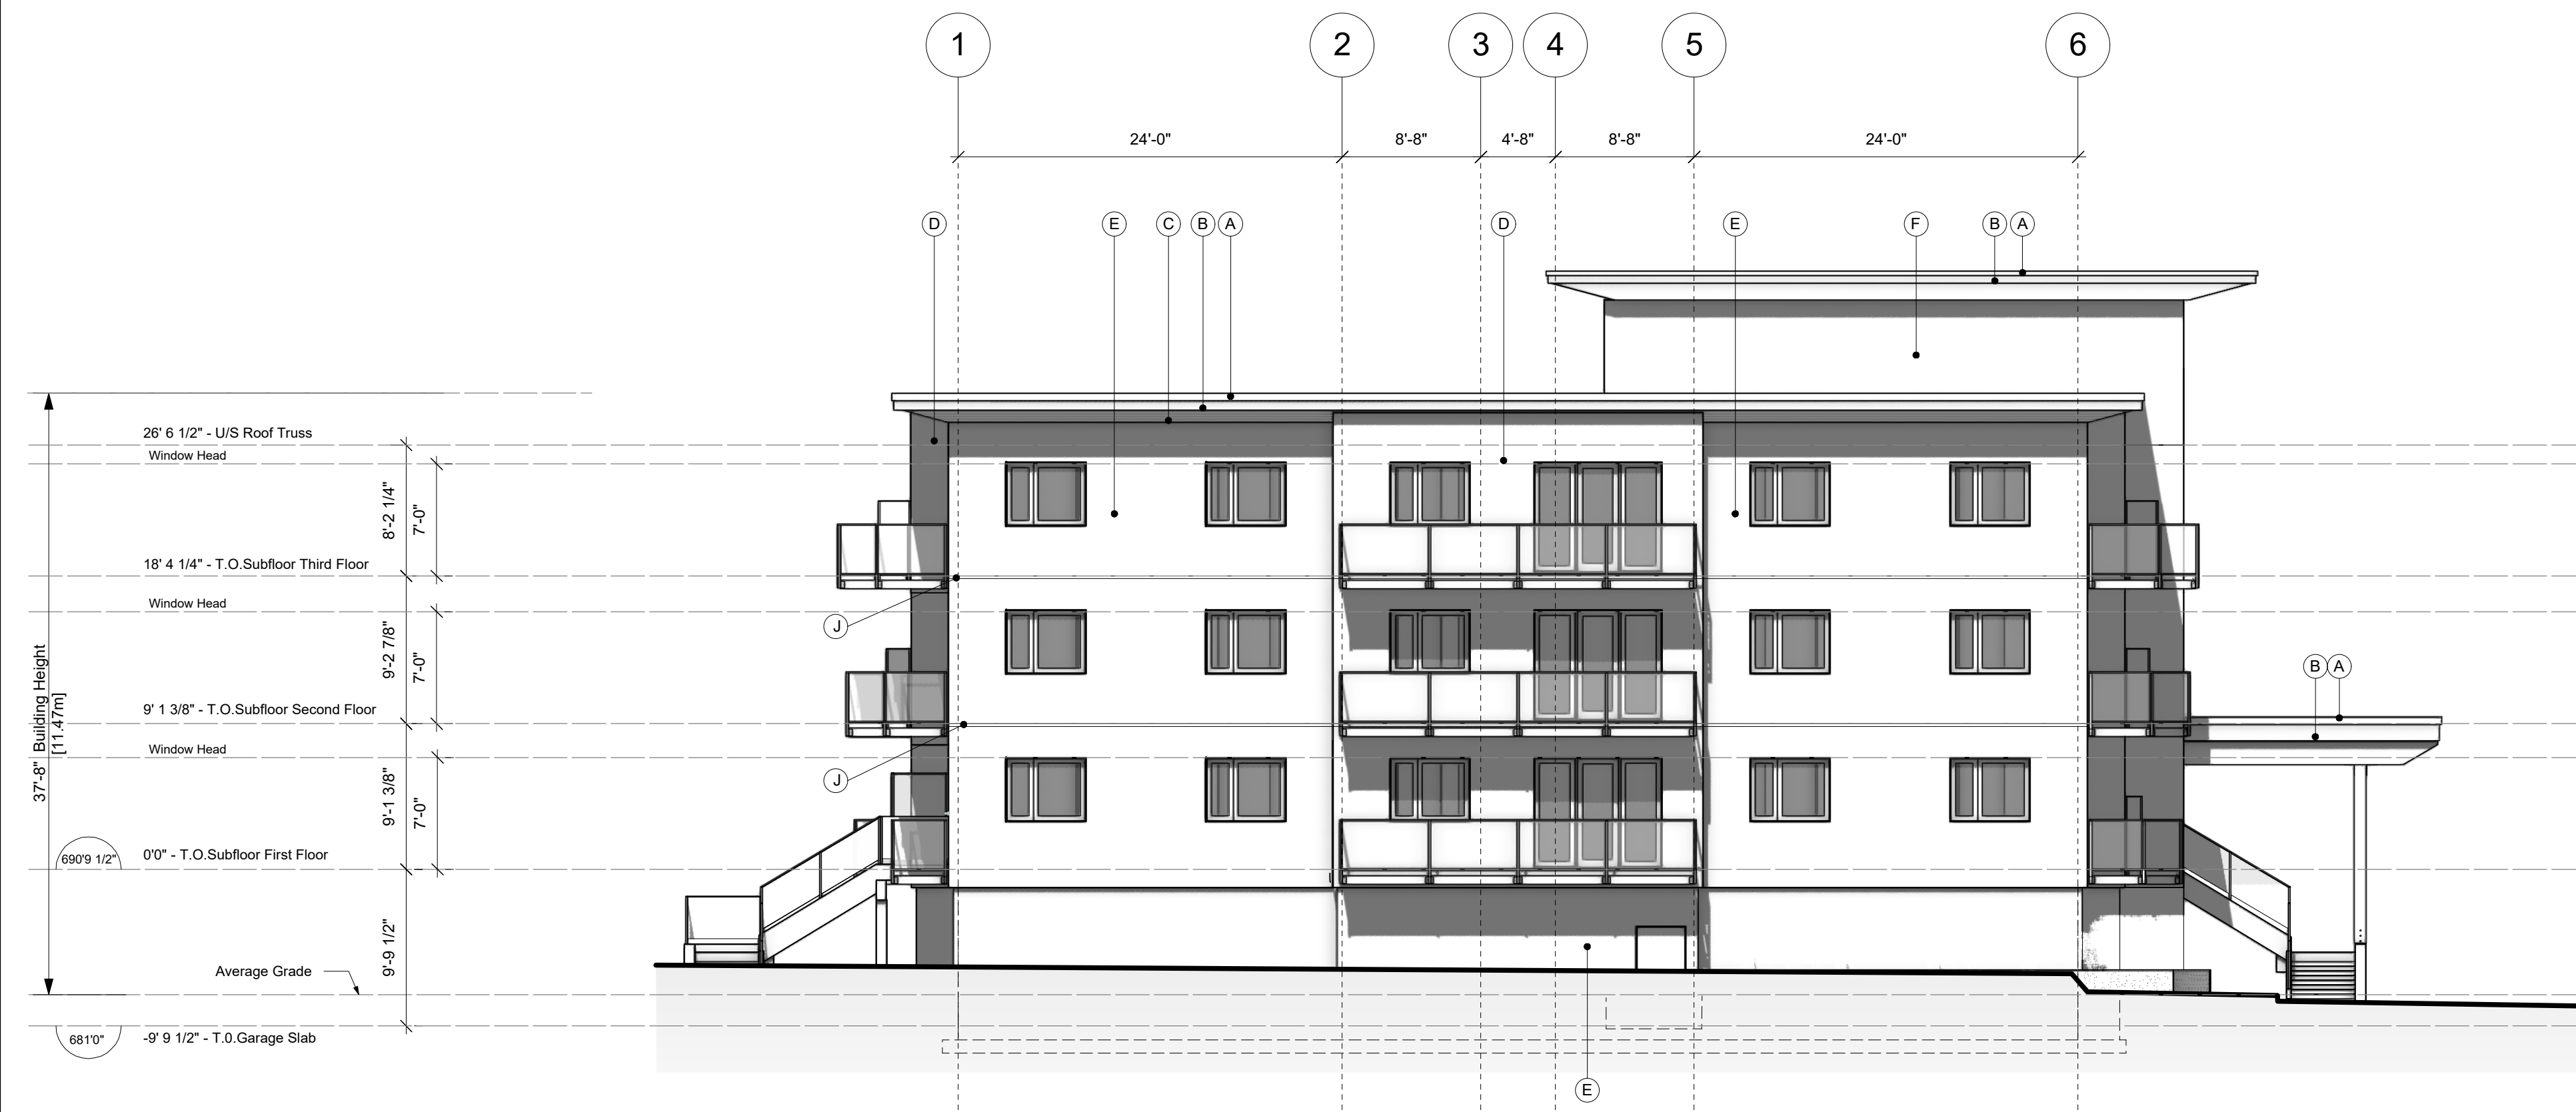 1 2 3 4 5 6
24'-0" 8'-8" 4'-8" 8'-8" 24'-0"
D E C B A D E F B A
26' 6 1/2" - U/S Roof Truss
Window Head
8'-2 1/4"
7'-0"
18' 4 1/4" - T.O.Subfloor Third Floor
Window Head
J
9'-2 7/8"
7'-0"
37'-8" Building Height
[11.47m]
B A
9' 1 3/8" - T.O.Subfloor Second Floor
Window Head
J
9'-1 3/8"
7'-0"
690'9 1/2"
0'0" - T.O.Subfloor First Floor
9'-9 1/2"
Average Grade
681'0"
-9' 9 1/2" - T.0.Garage Slab
E